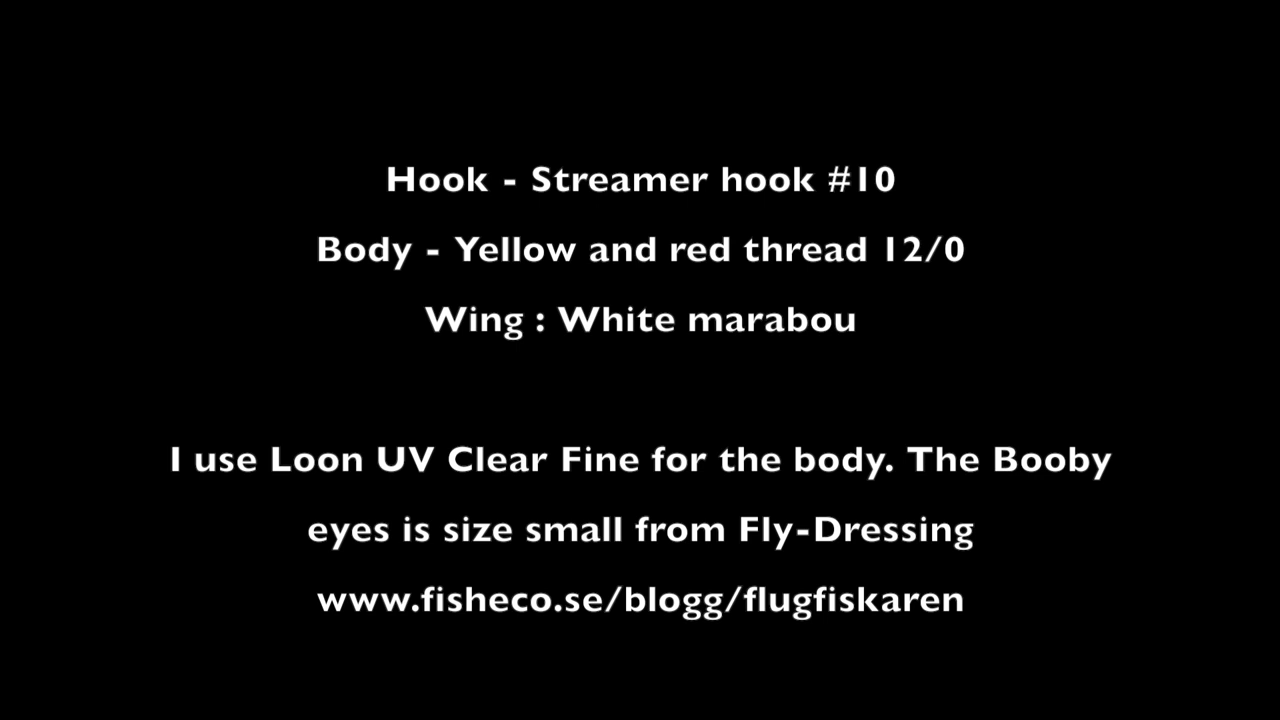 Hook - Streamer hook #10
Body - Yellow and red thread 12/0
Wing : White marabou
I use Loon UV Clear Fine for the body. The Booby
eyes is size small from Fly-Dressing
www.fisheco.se/blogg/flugfiskaren